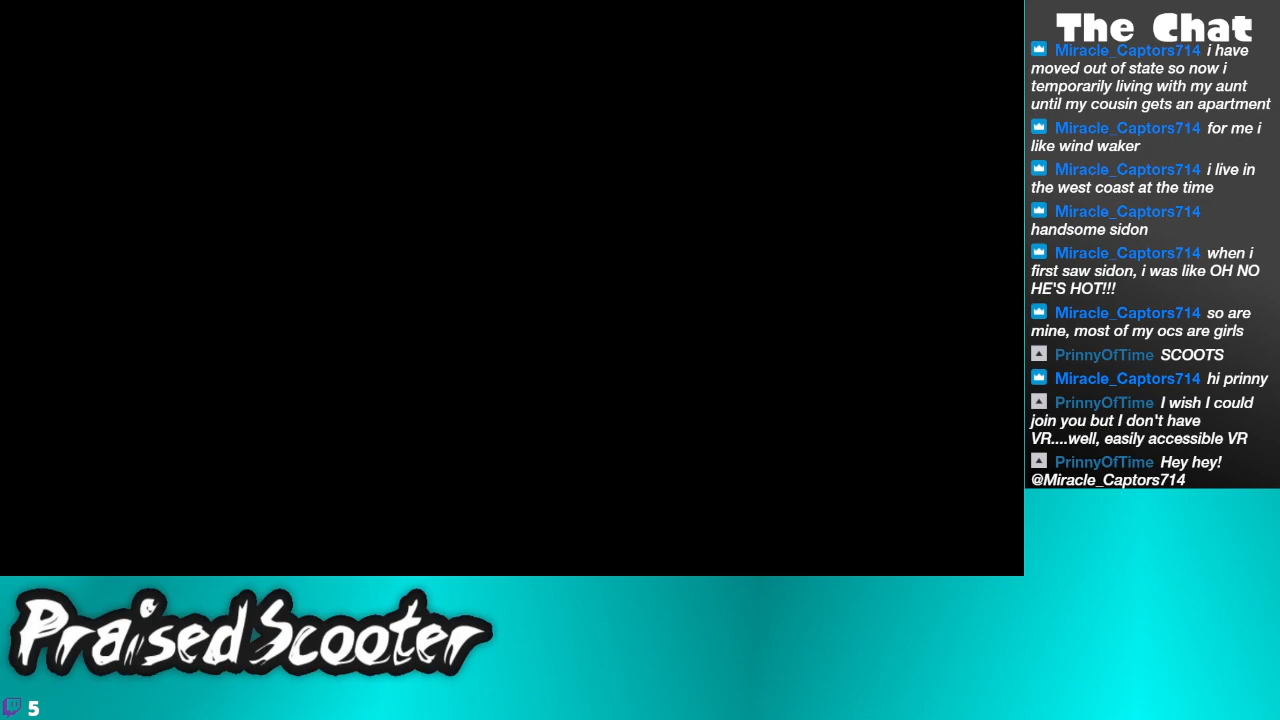 The Chat
Miracle_Captors714 i have
moved out of state so now i
temporarily living with my aunt
until my cousin gets an apartment
Miracle_Captors714 for me i
like wind waker
Miracle_Captors714 i live in
the west coast at the time
Miracle_Captors714
handsome sidon
Miracle_Captors714 when i
first saw sidon, i was like OH NO
HE'S HOT!!!
Miracle_Captors714 so are
mine, most of my ocs are girls
PrinnyOfTime SCOOTS
Miracle_Captors714 hi prinny
PrinnyOfTime I wish I could
join you but I don't have
VR....well, easily accessible VR
PrinnyOfTime Hey hey!
@Miracle_Captors714
PraisedScooter
5